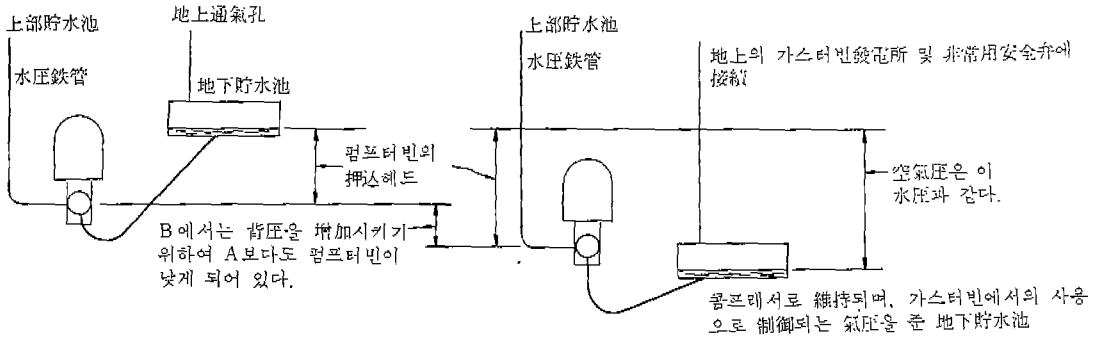 上部貯水池
地上通氣孔
水圧鉄管
地下貯水池
펌프터빈의
押込헤드
B에서는 背圧을 增加시키기
위하여 A보다도 펌프터빈이
낮게 되어 있다.
上部貯水池
水圧鉄管
地上의 가스터빈發電所 및 非常用安全弁에
接続
空氣圧은 이
水圧과 같다.
콤프레서로 維持되며, 가스터빈에서의 사용
으로 制御되는 氣圧을 준 地下貯水池